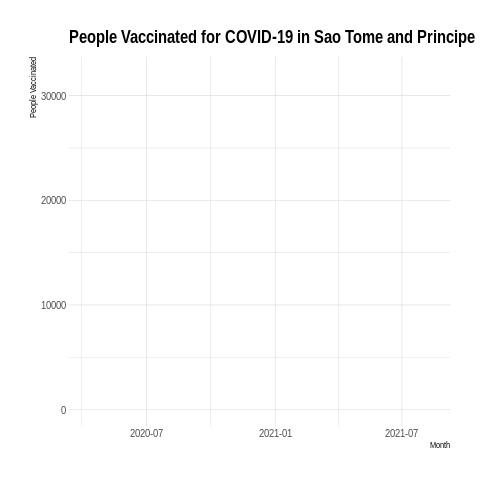 People Vaccinated for COVID-19 in Sao Tome and Principe
People Vaccinated
30000
20000
10000
0
2020-07
2021-01
2021-07
Month